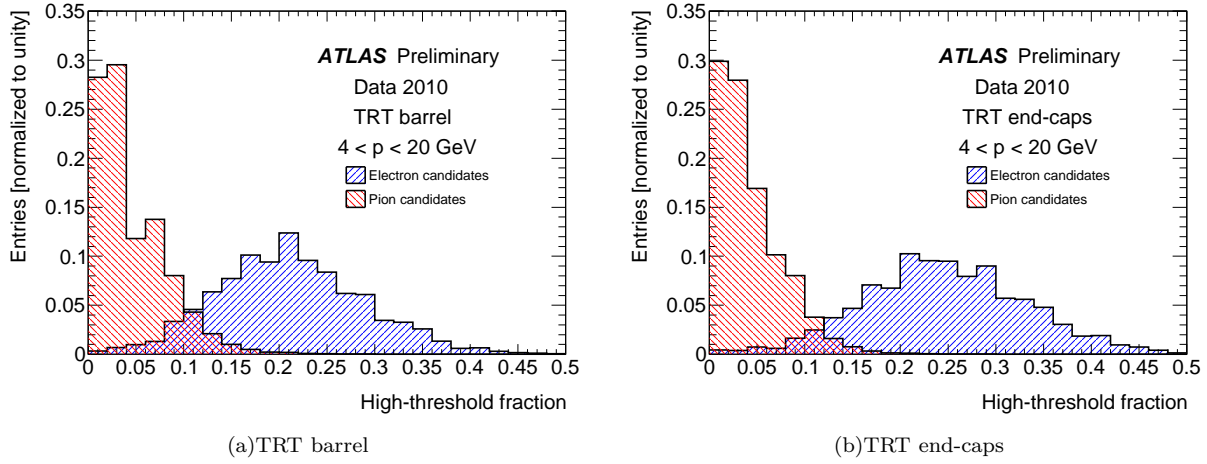 Entries [normalized to unity]
0.35
0.3
0.25
0.2
0.15
0.1
0.05
0
ATLAS Preliminary
Data 2010
TRT barrel
4 < p < 20 GeV
Electron candidates
Pion candidates
0 0.05 0.1 0.15 0.2 0.25 0.3 0.35 0.4 0.45 0.5
High-threshold fraction
(a)TRT barrel
Entries [normalized to unity]
0.35
0.3
0.25
0.2
0.15
0.1
0.05
0
ATLAS Preliminary
Data 2010
TRT end-caps
4 < p < 20 GeV
Electron candidates
Pion candidates
0 0.05 0.1 0.15 0.2 0.25 0.3 0.35 0.4 0.45 0.5
High-threshold fraction
(b)TRT end-caps